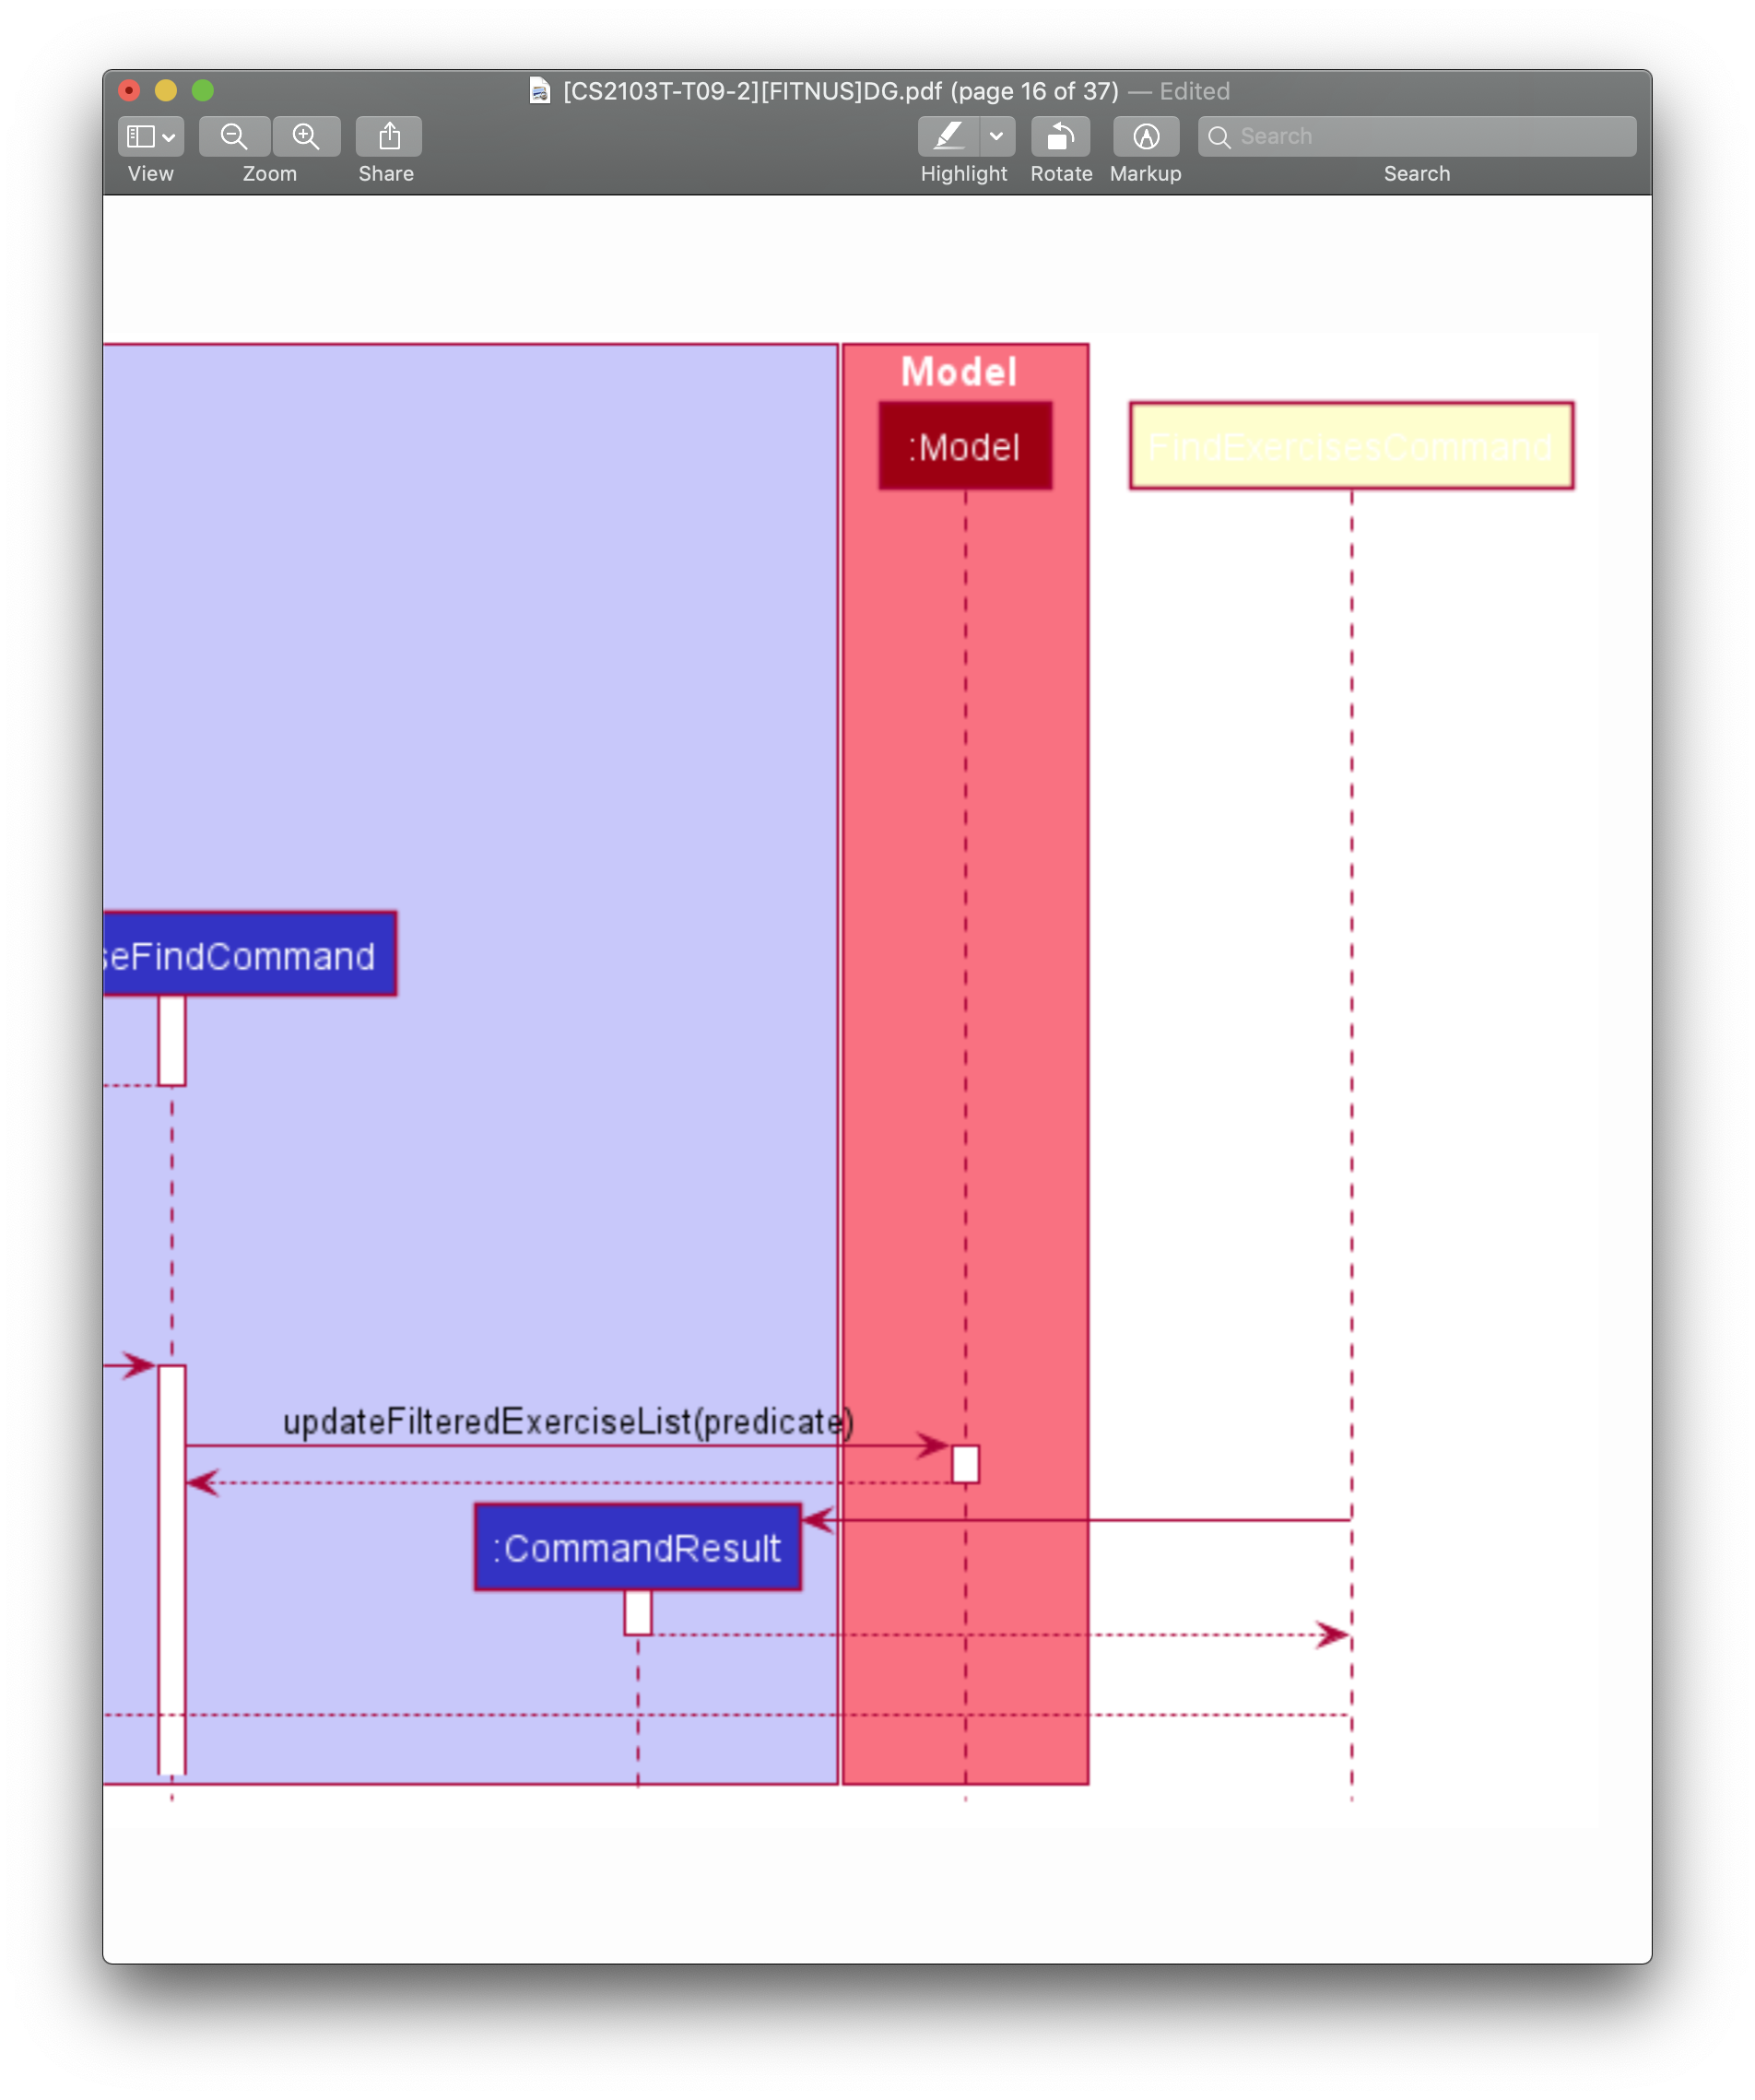 [CS2103T-T09-2][FITNUS]DG.pdf (page 16 of 37) — Edited
View
Zoom
Share
Highlight
Rotate
Markup
Search
Search
Model
:Model
FindExercisesCommand
seFindCommand
updateFilteredExerciseList(predicate)
:CommandResult